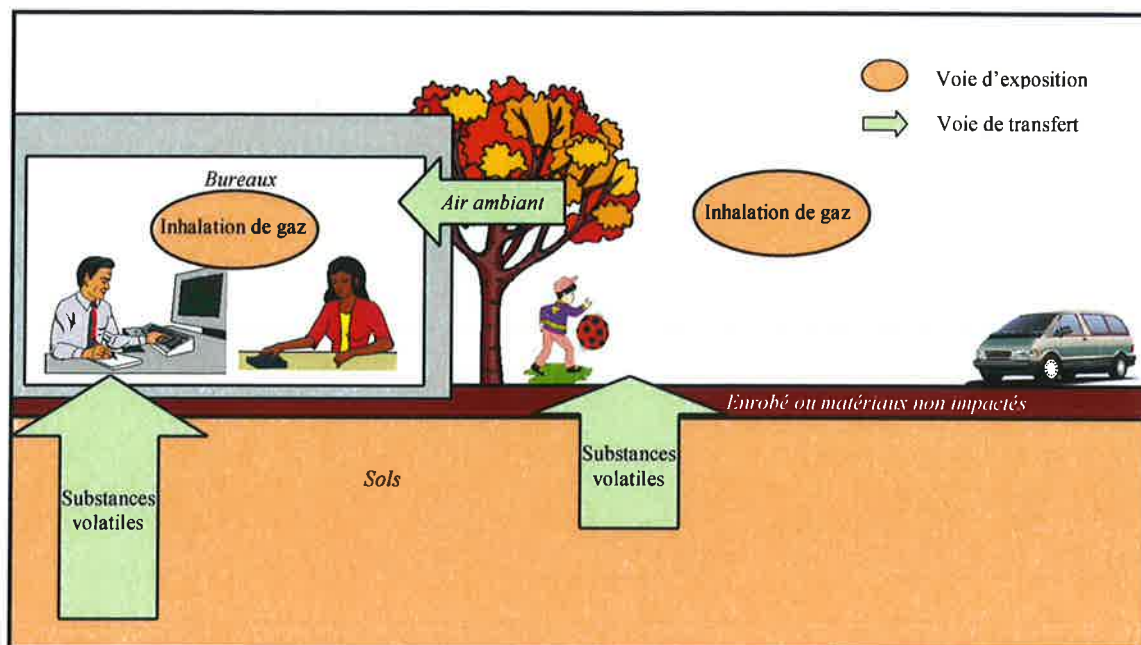 Voie d'exposition
Voie de transfert
Bureaux
Inhalation de gaz
Air ambiant
Inhalation de gaz
Enrobé ou matériaux non impactés
Substances
volatiles
Sols
Substances
volatiles